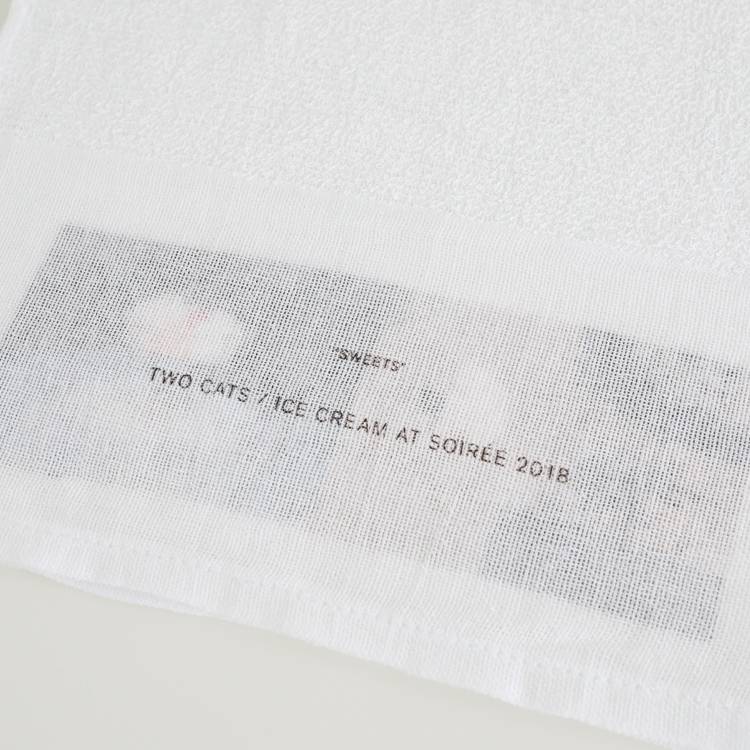 "SWEETS"
TWO CATS / ICE CREAM AT SOIRÉE 2018